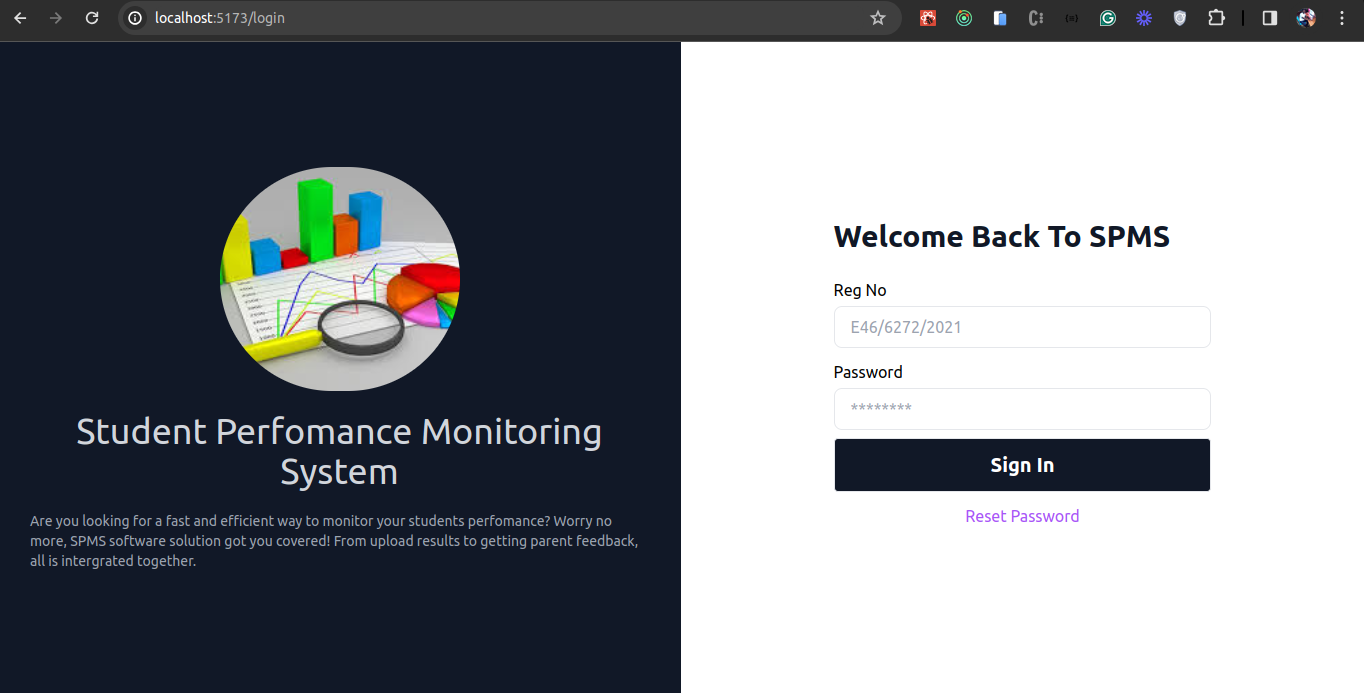 localhost:5173/login
Student Perfomance Monitoring
System
Are you looking for a fast and efficient way to monitor your students perfomance? Worry no
more, SPMS software solution got you covered! From upload results to getting parent feedback,
all is intergrated together.
Welcome Back To SPMS
Reg No
E46/6272/2021
Password
********
Sign In
Reset Password